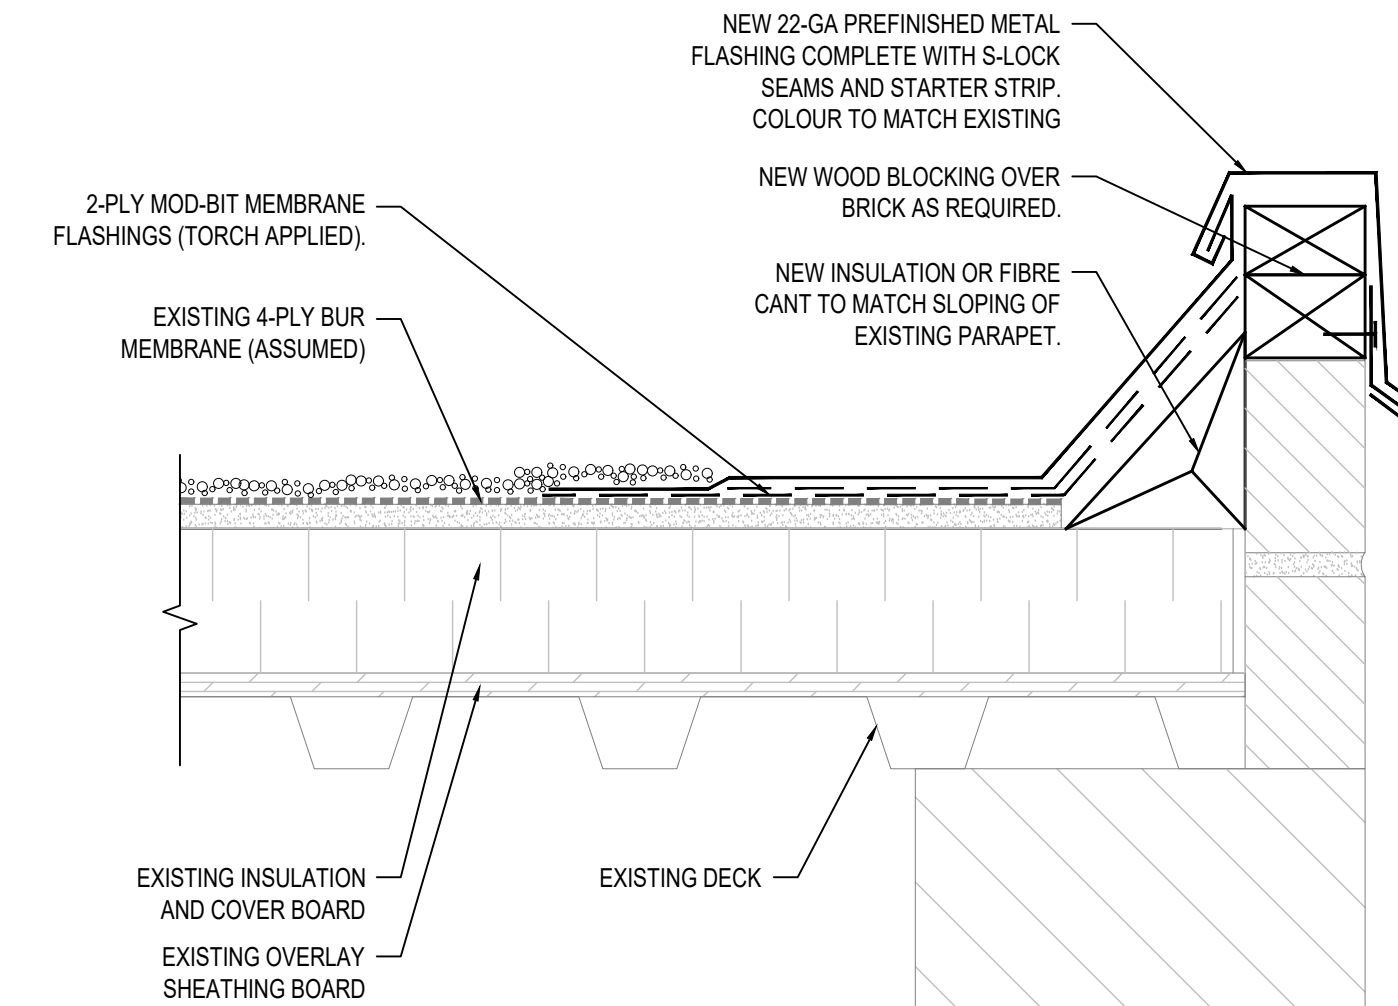 NEW 22-GA PREFINISHED METAL
FLASHING COMPLETE WITH S-LOCK
SEAMS AND STARTER STRIP.
COLOUR TO MATCH EXISTING
NEW WOOD BLOCKING OVER
BRICK AS REQUIRED.
2-PLY MOD-BIT MEMBRANE
FLASHINGS (TORCH APPLIED).
NEW INSULATION OR FIBRE
CANT TO MATCH SLOPING OF
EXISTING PARAPET.
EXISTING 4-PLY BUR
MEMBRANE (ASSUMED)
EXISTING INSULATION
AND COVER BOARD
EXISTING DECK
EXISTING OVERLAY
SHEATHING BOARD